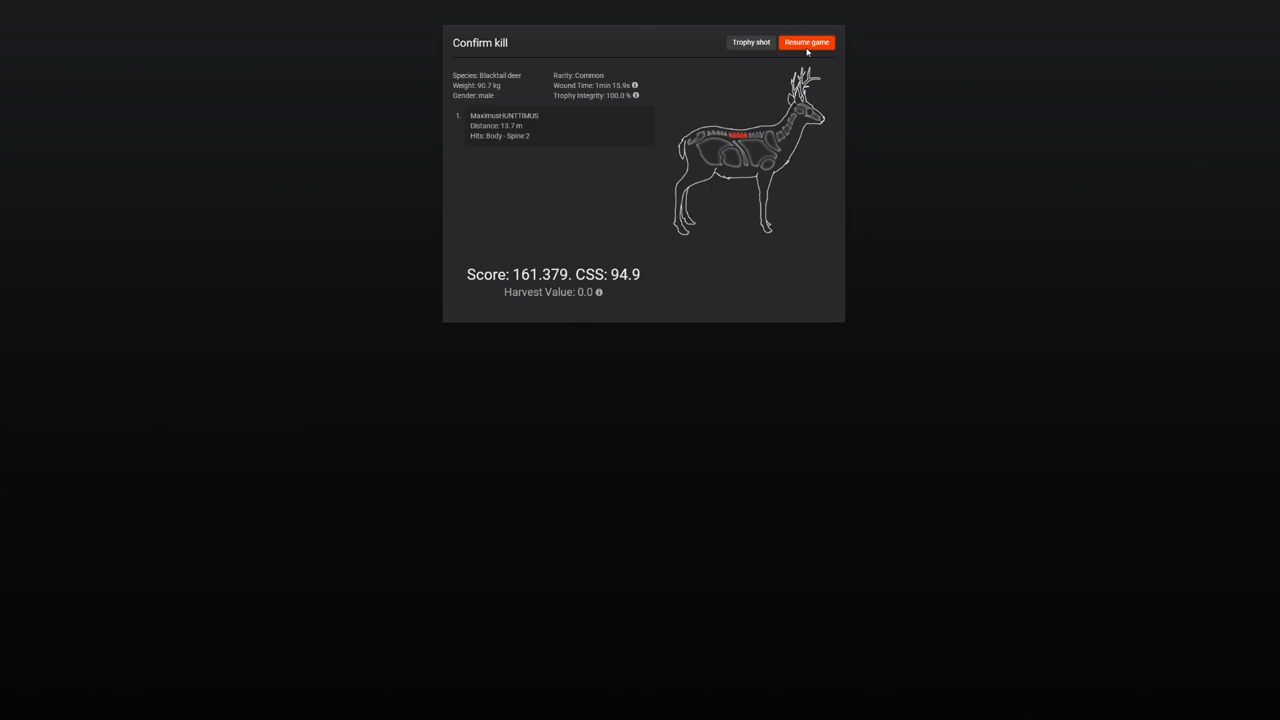 Confirm kill
Trophy shot
Resume game
Species: Blacktail deer
Weight: 90.7 kg
Gender: male
Rarity: Common
Wound Time: 1min 15.9s
Trophy Integrity: 100.0 %
1. MaximusHUNTTIMUS
Distance: 13.7 m
Hits: Body - Spine 2
Score: 161.379. CSS: 94.9
Harvest Value: 0.0